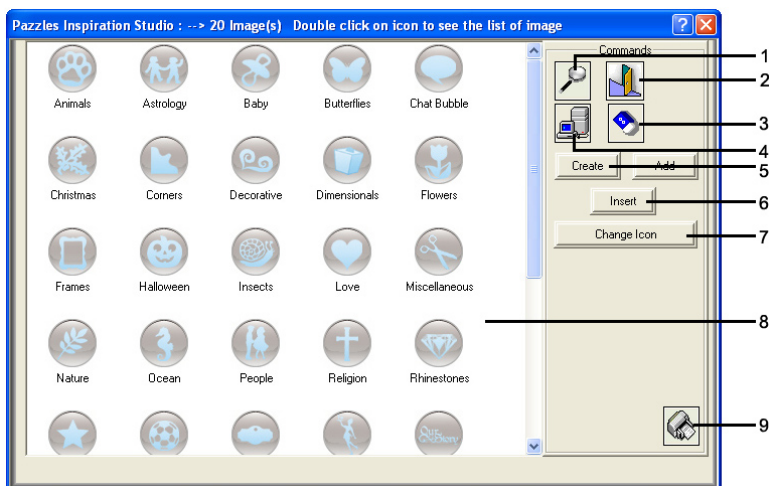 Pazzles Inspiration Studio : --> 20 Image(s) Double click on icon to see the list of image
Commands
1
2
Animals Astrology Baby Butterflies Chat Bubble
3
4
Create Add
5
Christmas Corners Decorative Dimensionals Flowers
Insert
6
Change Icon
7
Frames Halloween Insects Love Miscellaneous
8
Nature Ocean People Religion Rhinestones
9
Our
Story